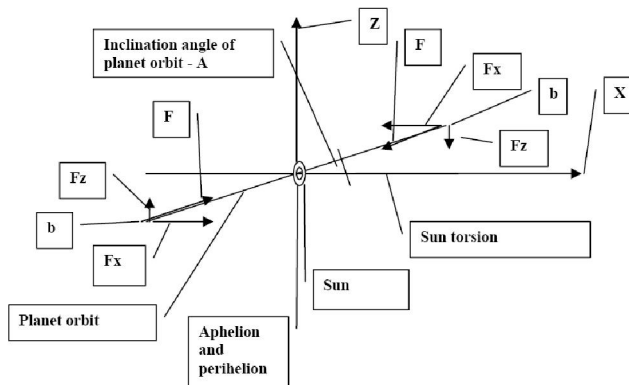 Z
Inclination angle of
planet orbit - A
F
Fx
b
X
F
Fz
Fz
b
Fx
Sun torsion
Sun
Planet orbit
Aphelion
and
perihelion